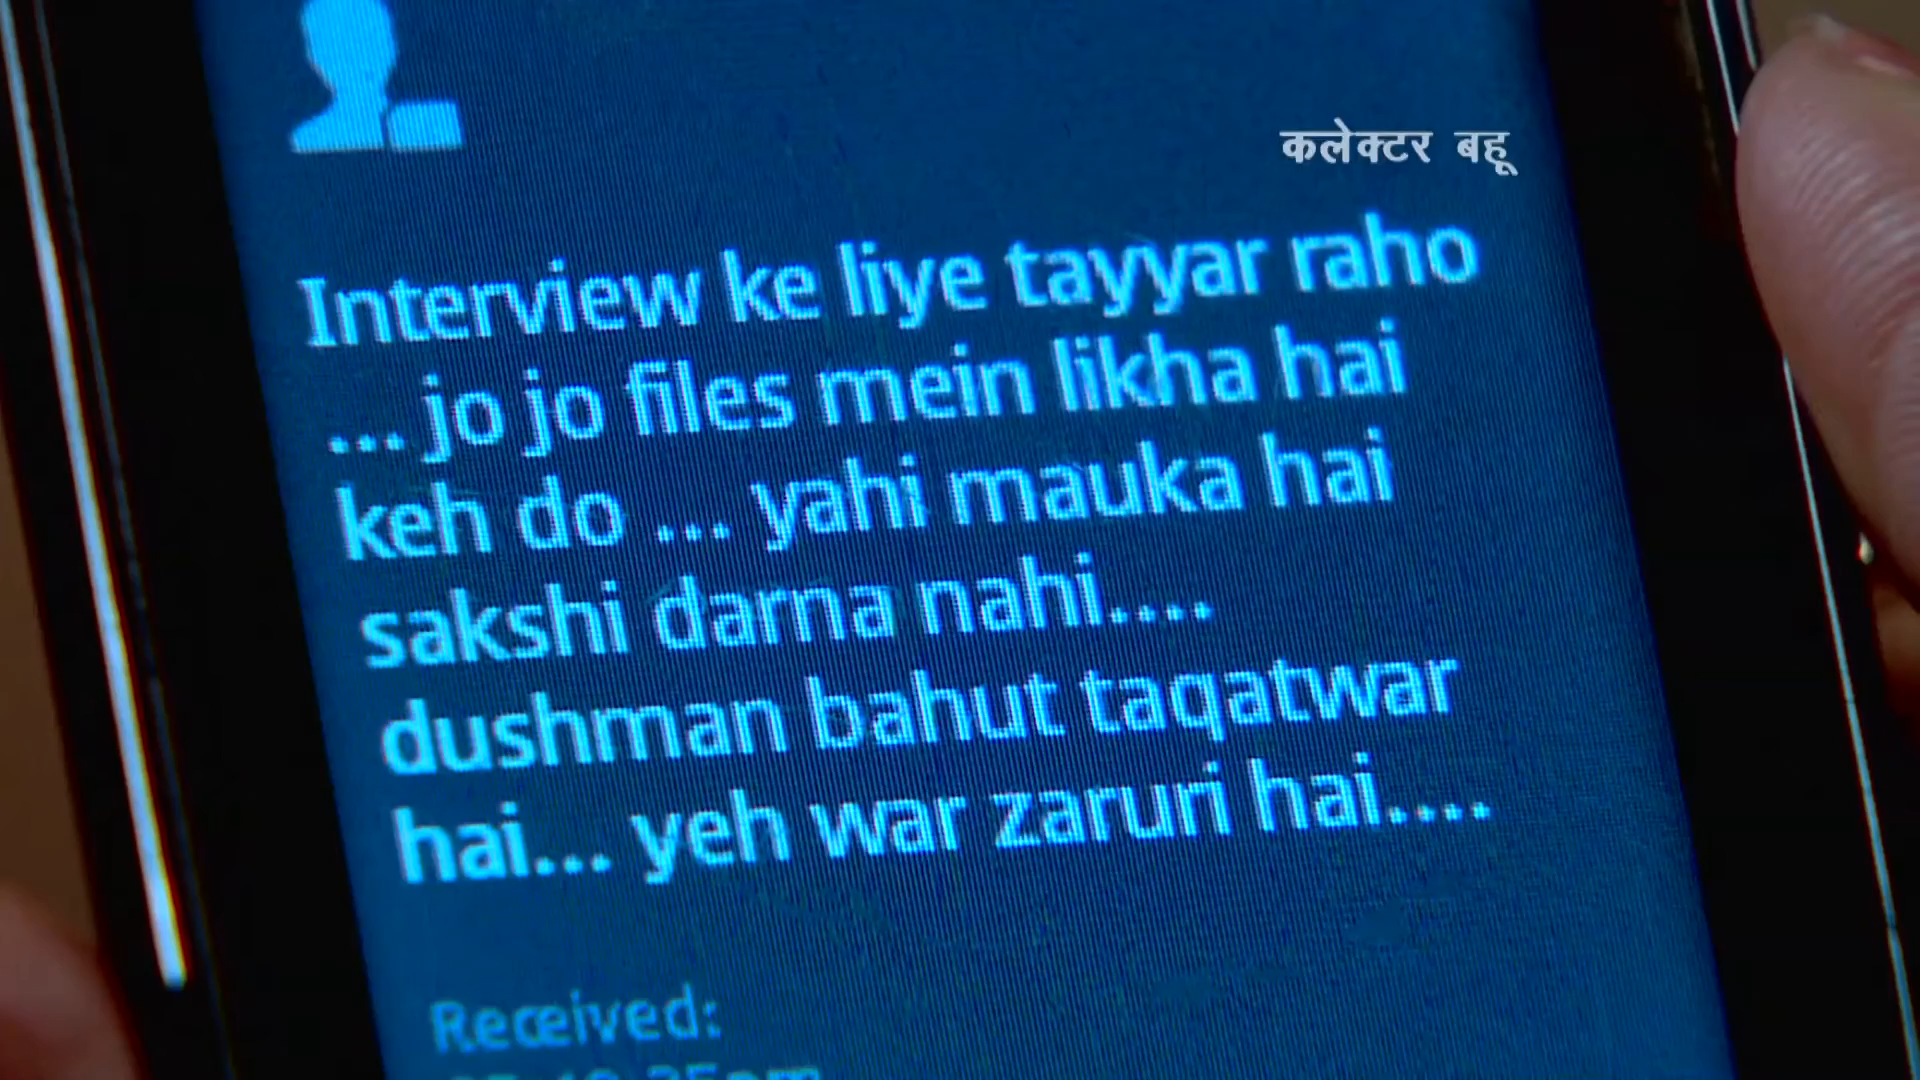 कलेक्टर बहू
Interview ke liye tayyar raho
... jo jo files mein likha hai
keh do ... yahi mauka hai
sakshi darna nahi....
dushman bahut taqatwar
hai... yeh war zaruri hai....
Received: